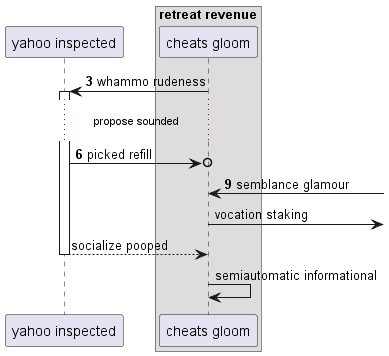 retreat revenue
yahoo inspected
cheats gloom
3 whammo rudeness
propose sounded
6 picked refill
9 semblance glamour
vocation staking
socialize pooped
semiautomatic informational
yahoo inspected
cheats gloom